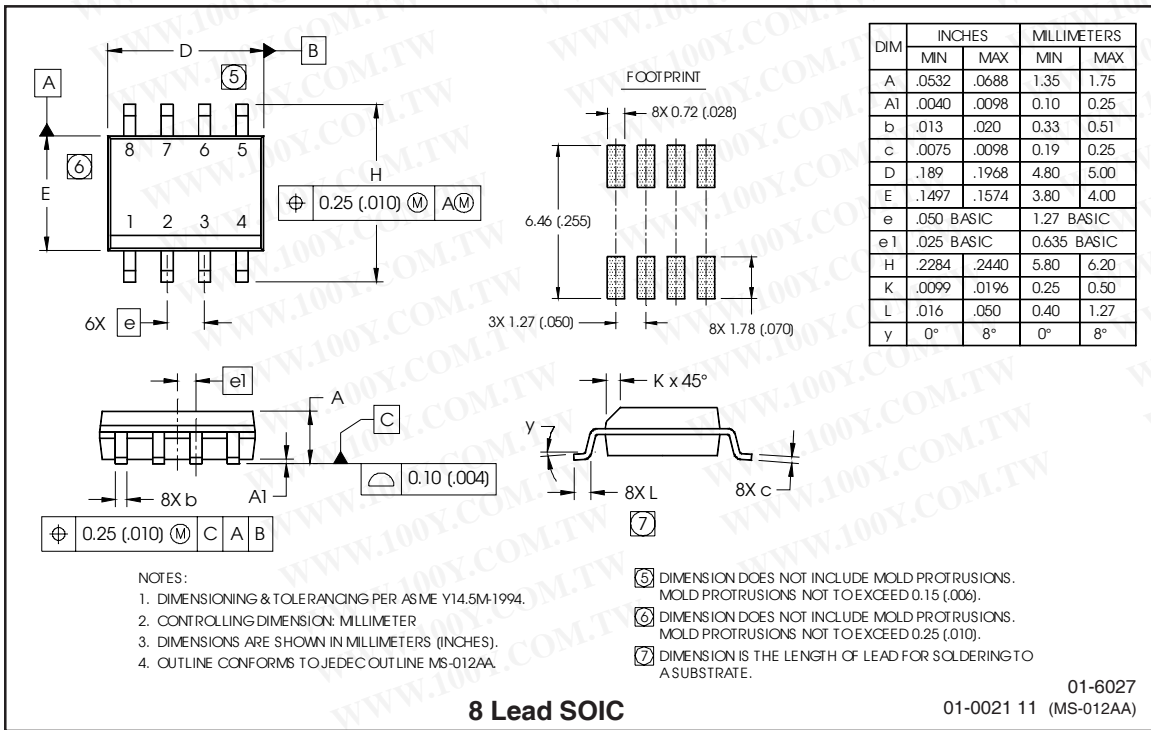 D
B
5
A
8 7 6 5
6
E
H
⌖ 0.25 (.010) Ⓜ A Ⓜ
1 2 3 4
6X e
FOOTPRINT
8X 0.72 (.028)
6.46 (.255)
3X 1.27 (.050)
8X 1.78 (.070)
DIM INCHES MILLIMETERS
MIN MAX MIN MAX
A .0532 .0688 1.35 1.75
A1 .0040 .0098 0.10 0.25
b .013 .020 0.33 0.51
c .0075 .0098 0.19 0.25
D .189 .1968 4.80 5.00
E .1497 .1574 3.80 4.00
e .050 BASIC 1.27 BASIC
e1 .025 BASIC 0.635 BASIC
H .2284 .2440 5.80 6.20
K .0099 .0196 0.25 0.50
L .016 .050 0.40 1.27
y 0° 8° 0° 8°
e1
A
C
⌓ 0.10 (.004)
8X b
A1
⌖ 0.25 (.010) Ⓜ C A B
K x 45°
y
8X L
7
8X c
NOTES:
1. DIMENSIONING & TOLERANCING PER ASME Y14.5M-1994.
2. CONTROLLING DIMENSION: MILLIMETER
3. DIMENSIONS ARE SHOWN IN MILLIMETERS (INCHES).
4. OUTLINE CONFORMS TO JEDEC OUTLINE MS-012AA.
5 DIMENSION DOES NOT INCLUDE MOLD PROTRUSIONS.
MOLD PROTRUSIONS NOT TO EXCEED 0.15 (.006).
6 DIMENSION DOES NOT INCLUDE MOLD PROTRUSIONS.
MOLD PROTRUSIONS NOT TO EXCEED 0.25 (.010).
7 DIMENSION IS THE LENGTH OF LEAD FOR SOLDERING TO
A SUBSTRATE.
8 Lead SOIC
01-6027
01-0021 11 (MS-012AA)
WWW.100Y.COM.TW